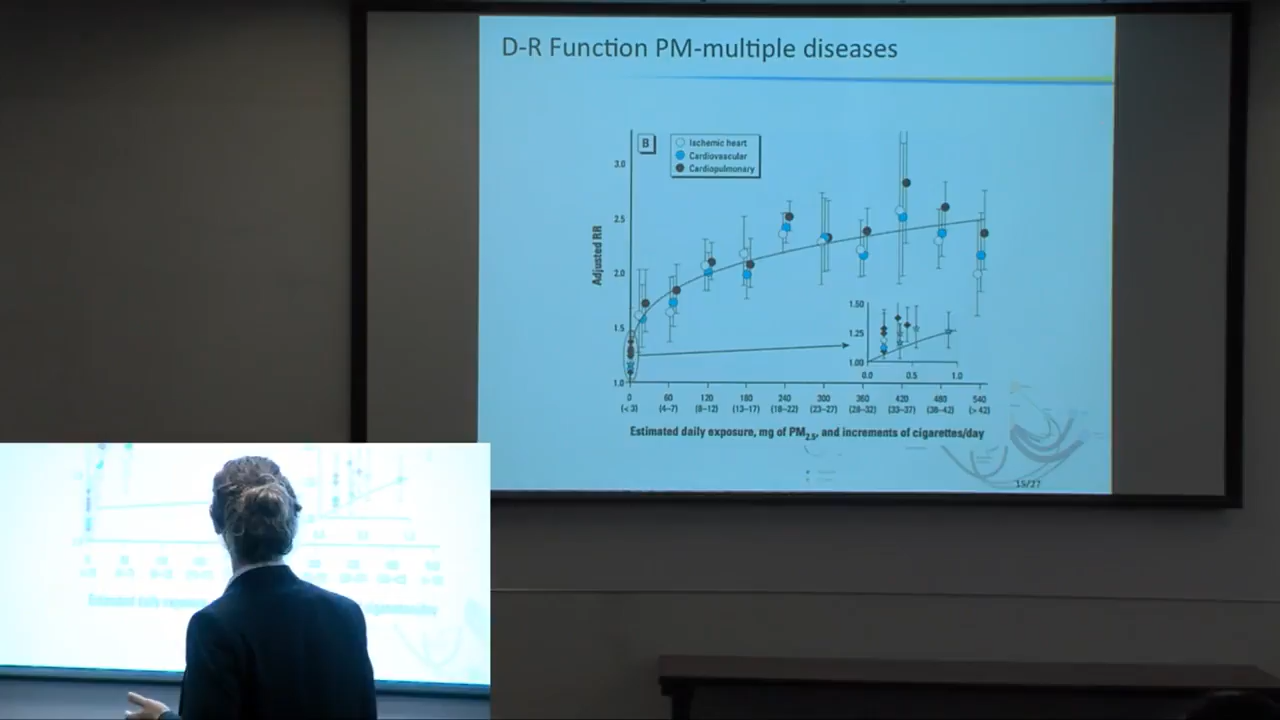 D-R Function PM-multiple diseases
B
Ischemic heart
Cardiovascular
Cardiopulmonary
3.0
2.5
2.0
1.5
1.0
Adjusted RR
1.50
1.25
1.00
0.0 0.5 1.0
0 60 120 180 240 300 360 420 480 540
(< 3) (4–7) (8–12) (13–17) (18–22) (23–27) (28–32) (33–37) (38–42) (> 42)
Estimated daily exposure, mg of PM2.5, and increments of cigarettes/day
15/27